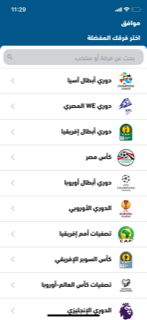 11:29
موافق
اختر فرقك المفضلة
بحث عن فرقة أو منتخب
دوري أبطال آسيا
دوري WE المصري
دوري أبطال إفريقيا
كأس مصر
دوري أبطال أوروبا
الدوري الأوروبي
تصفيات أمم إفريقيا
CAF
كأس السوبر الإفريقي
تصفيات كأس العالم-أوروبا
الدوري الإنجليزي